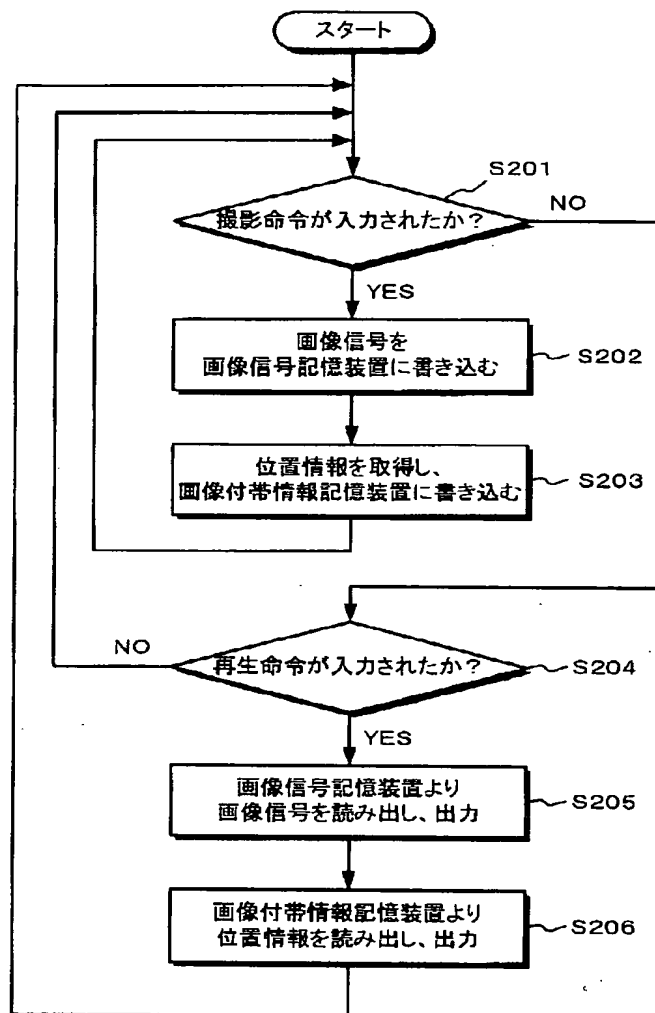 スタート
S201
撮影命令が入力されたか？
NO
YES
画像信号を
画像信号記憶装置に書き込む
S202
位置情報を取得し、
画像付帯情報記憶装置に書き込む
S203
NO
再生命令が入力されたか？
S204
YES
画像信号記憶装置より
画像信号を読み出し、出力
S205
画像付帯情報記憶装置より
位置情報を読み出し、出力
S206